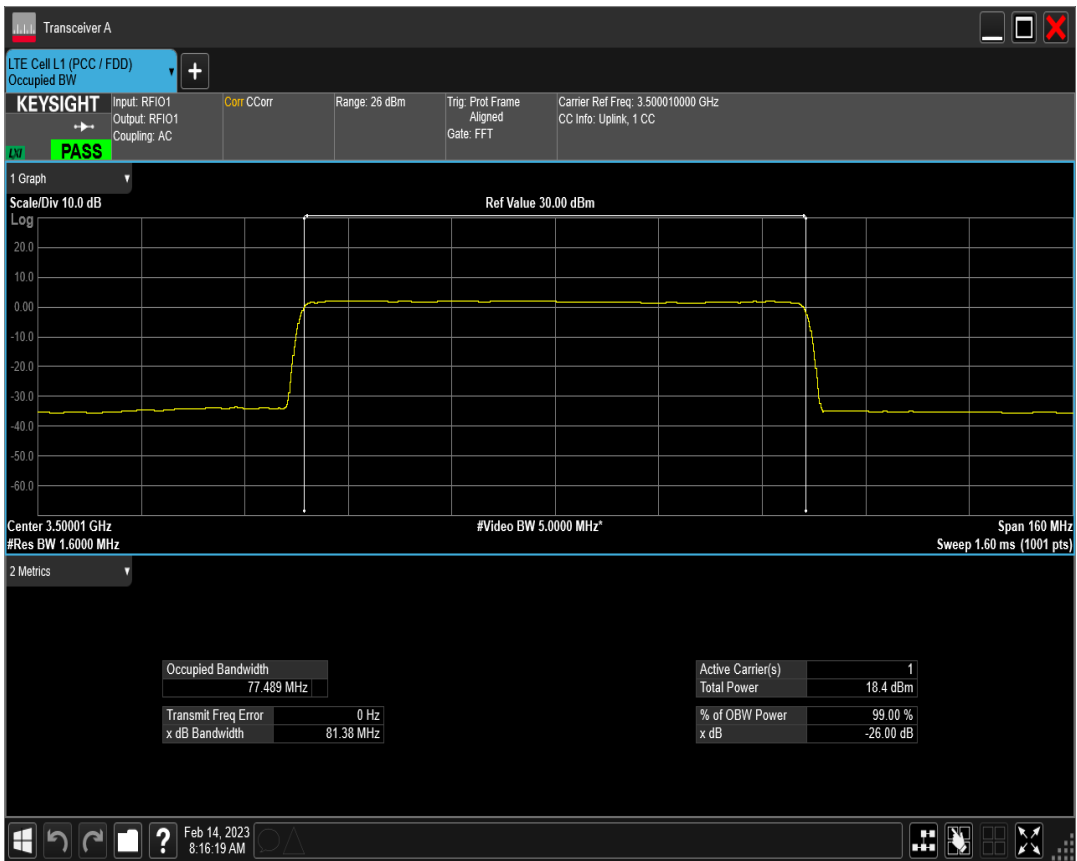 Transceiver A
LTE Cell L1 (PCC / FDD)
Occupied BW
+
KEYSIGHT
LXI
PASS
Input: RFIO1
Output: RFIO1
Coupling: AC
Corr CCorr
Range: 26 dBm
Trig: Prot Frame
Aligned
Gate: FFT
Carrier Ref Freq: 3.500010000 GHz
CC Info: Uplink, 1 CC
1 Graph
Scale/Div 10.0 dB
Ref Value 30.00 dBm
Log
20.0
10.0
0.00
-10.0
-20.0
-30.0
-40.0
-50.0
-60.0
Center 3.50001 GHz
#Video BW 5.0000 MHz*
Span 160 MHz
#Res BW 1.6000 MHz
Sweep 1.60 ms (1001 pts)
2 Metrics
Occupied Bandwidth
77.489 MHz
Transmit Freq Error 0 Hz
x dB Bandwidth 81.38 MHz
Active Carrier(s) 1
Total Power 18.4 dBm
% of OBW Power 99.00 %
x dB -26.00 dB
?
Feb 14, 2023
8:16:19 AM